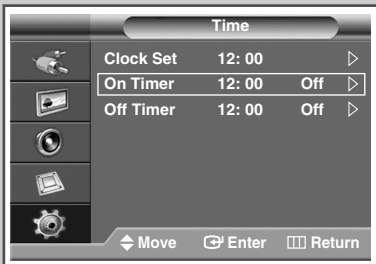 Time
Clock Set 12: 00
On Timer 12: 00 Off
Off Timer 12: 00 Off
Move Enter Return